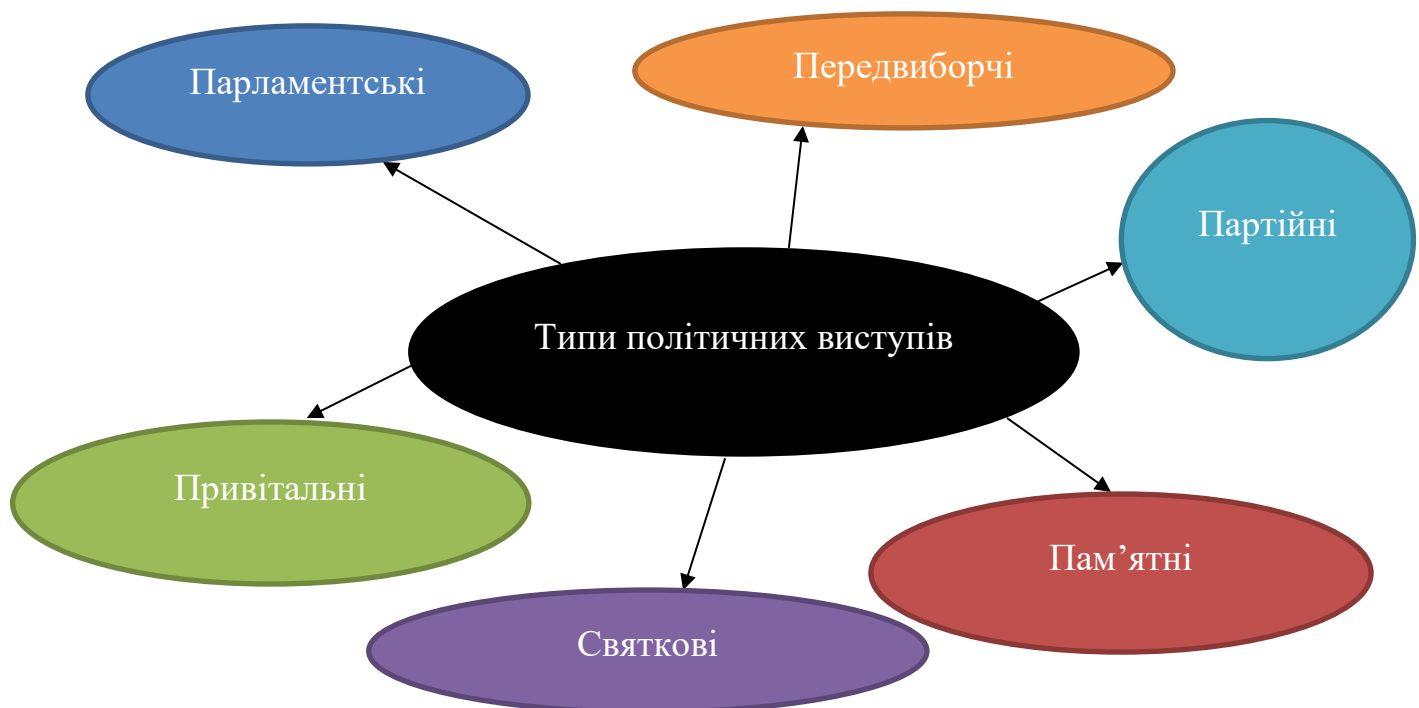 Парламентські
Передвиборчі
Партійні
Типи політичних виступів
Привітальні
Пам’ятні
Святкові